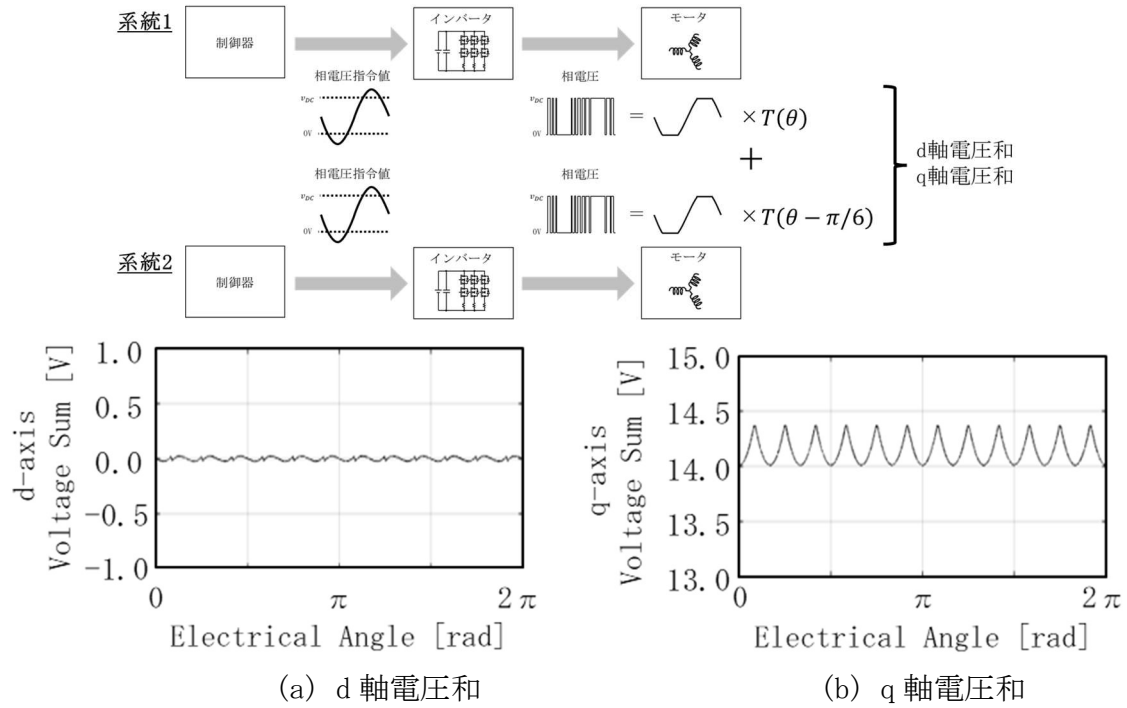 系統1
制御器
インバータ
モータ
相電圧指令値
v_DC
0V
相電圧
v_DC
0V
= × T(θ)
+
d軸電圧和
q軸電圧和
相電圧指令値
v_DC
0V
相電圧
v_DC
0V
= × T(θ − π/6)
系統2
制御器
インバータ
モータ
d-axis
Voltage Sum [V]
1.0
0.5
0.0
-0.5
-1.0
0
π
2π
Electrical Angle [rad]
(a) d 軸電圧和
q-axis
Voltage Sum [V]
15.0
14.5
14.0
13.5
13.0
0
π
2π
Electrical Angle [rad]
(b) q 軸電圧和